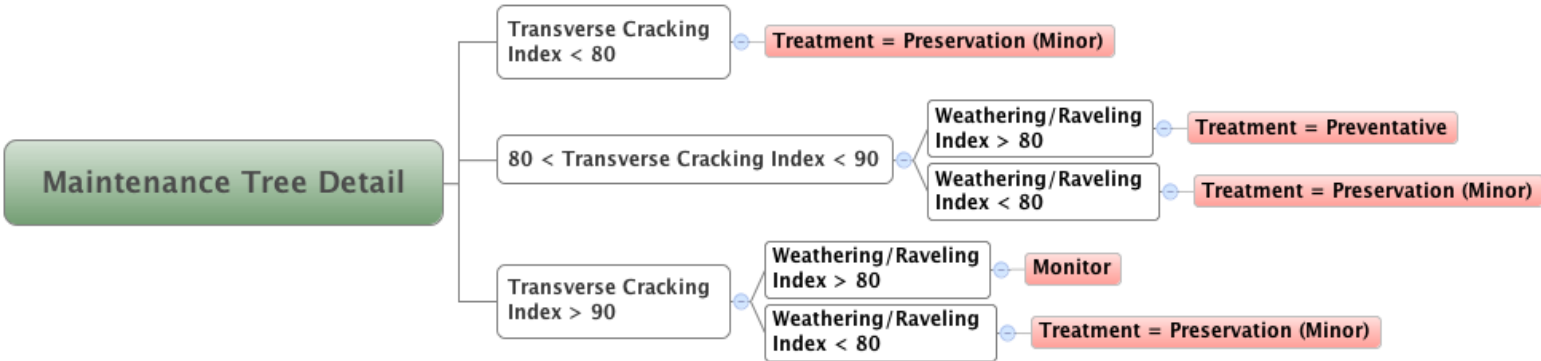 Maintenance Tree Detail
Transverse Cracking
Index < 80
Treatment = Preservation (Minor)
80 < Transverse Cracking Index < 90
Weathering/Raveling
Index > 80
Treatment = Preventative
Weathering/Raveling
Index < 80
Treatment = Preservation (Minor)
Transverse Cracking
Index > 90
Weathering/Raveling
Index > 80
Monitor
Weathering/Raveling
Index < 80
Treatment = Preservation (Minor)